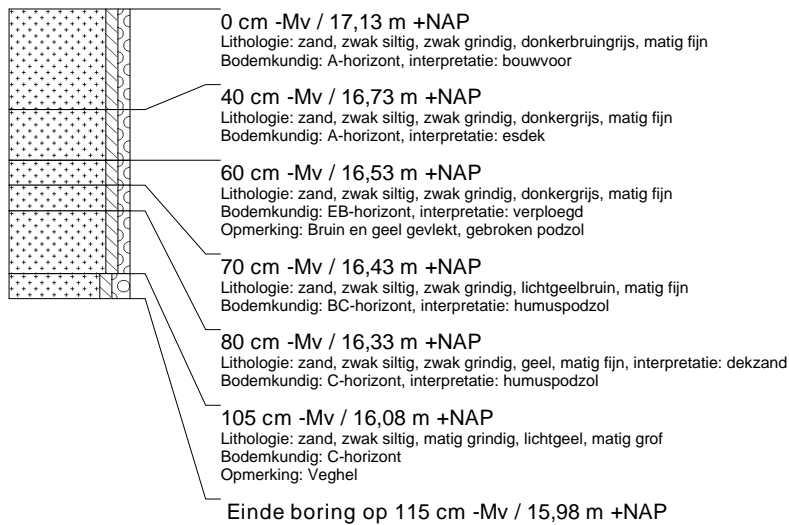 0 cm -Mv / 17,13 m +NAP
Lithologie: zand, zwak siltig, zwak grindig, donkerbruingrijs, matig fijn
Bodemkundig: A-horizont, interpretatie: bouwvoor
40 cm -Mv / 16,73 m +NAP
Lithologie: zand, zwak siltig, zwak grindig, donkergrijs, matig fijn
Bodemkundig: A-horizont, interpretatie: esdek
60 cm -Mv / 16,53 m +NAP
Lithologie: zand, zwak siltig, zwak grindig, donkergrijs, matig fijn
Bodemkundig: EB-horizont, interpretatie: verploegd
Opmerking: Bruin en geel gevlekt, gebroken podzol
70 cm -Mv / 16,43 m +NAP
Lithologie: zand, zwak siltig, zwak grindig, lichtgeelbruin, matig fijn
Bodemkundig: BC-horizont, interpretatie: humuspodzol
80 cm -Mv / 16,33 m +NAP
Lithologie: zand, zwak siltig, zwak grindig, geel, matig fijn, interpretatie: dekzand
Bodemkundig: C-horizont, interpretatie: humuspodzol
105 cm -Mv / 16,08 m +NAP
Lithologie: zand, zwak siltig, matig grindig, lichtgeel, matig grof
Bodemkundig: C-horizont
Opmerking: Veghel
Einde boring op 115 cm -Mv / 15,98 m +NAP